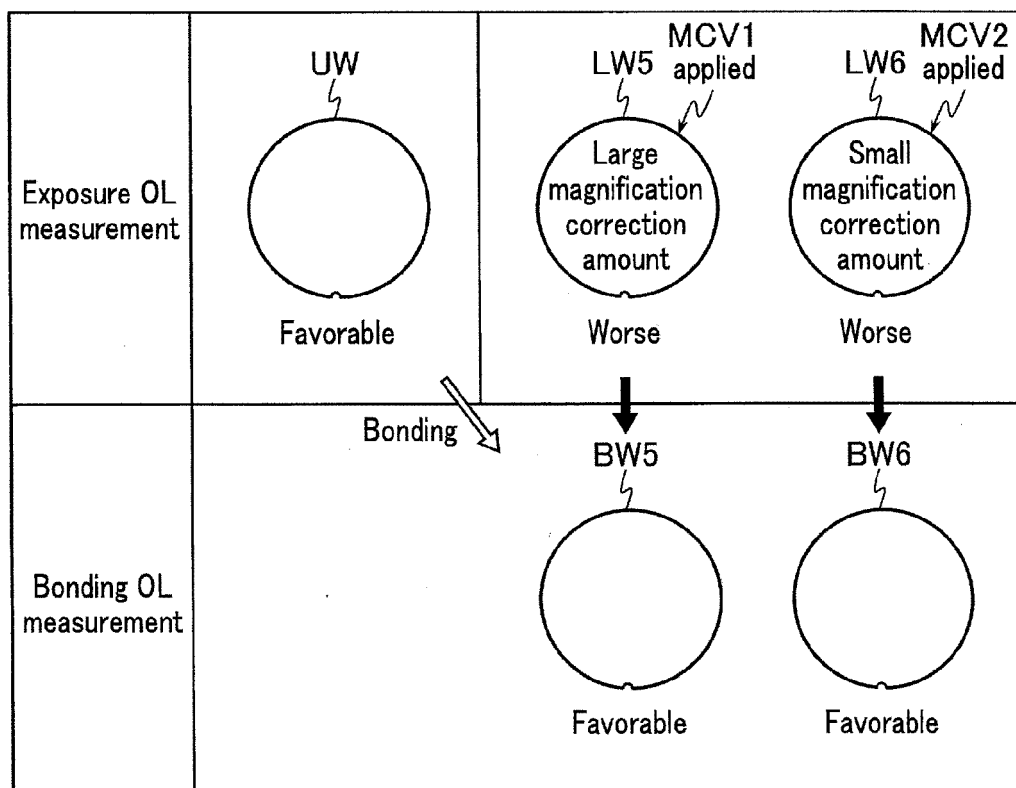 Exposure OL
measurement
UW
Favorable
LW5
MCV1
applied
Large
magnification
correction
amount
Worse
LW6
MCV2
applied
Small
magnification
correction
amount
Worse
Bonding
Bonding OL
measurement
BW5
Favorable
BW6
Favorable